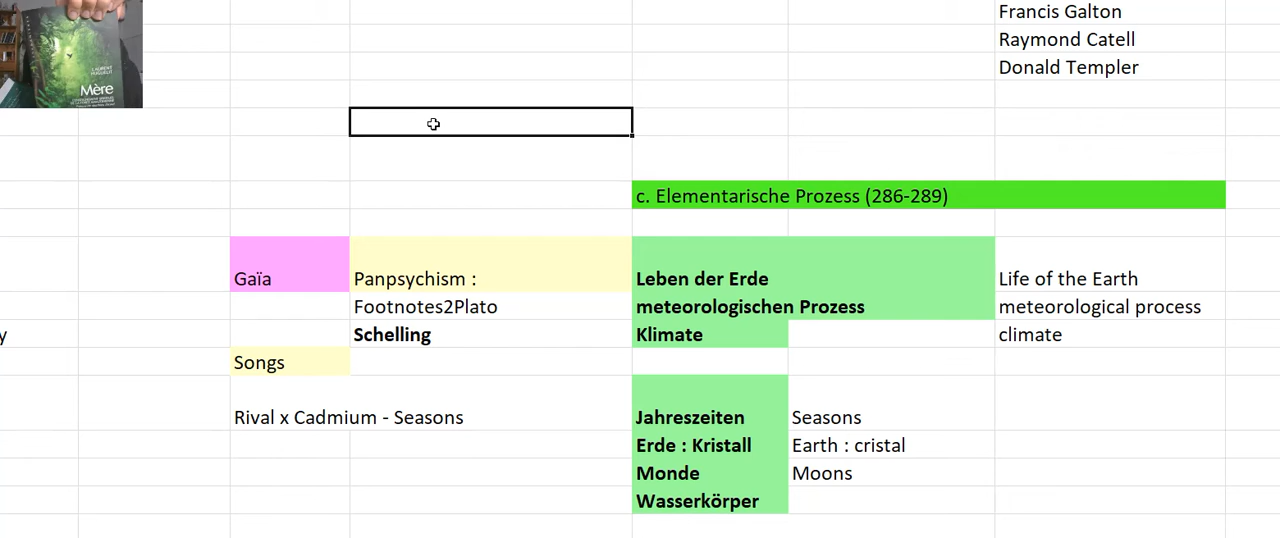 Francis Galton
Raymond Catell
Donald Templer
Mère
c. Elementarische Prozess (286-289)
Gaïa
Panpsychism :
Leben der Erde
Life of the Earth
Footnotes2Plato
meteorologischen Prozess
meteorological process
y
Schelling
Klimate
climate
Songs
Rival x Cadmium - Seasons
Jahreszeiten
Seasons
Erde : Kristall
Earth : cristal
Monde
Moons
Wasserkörper